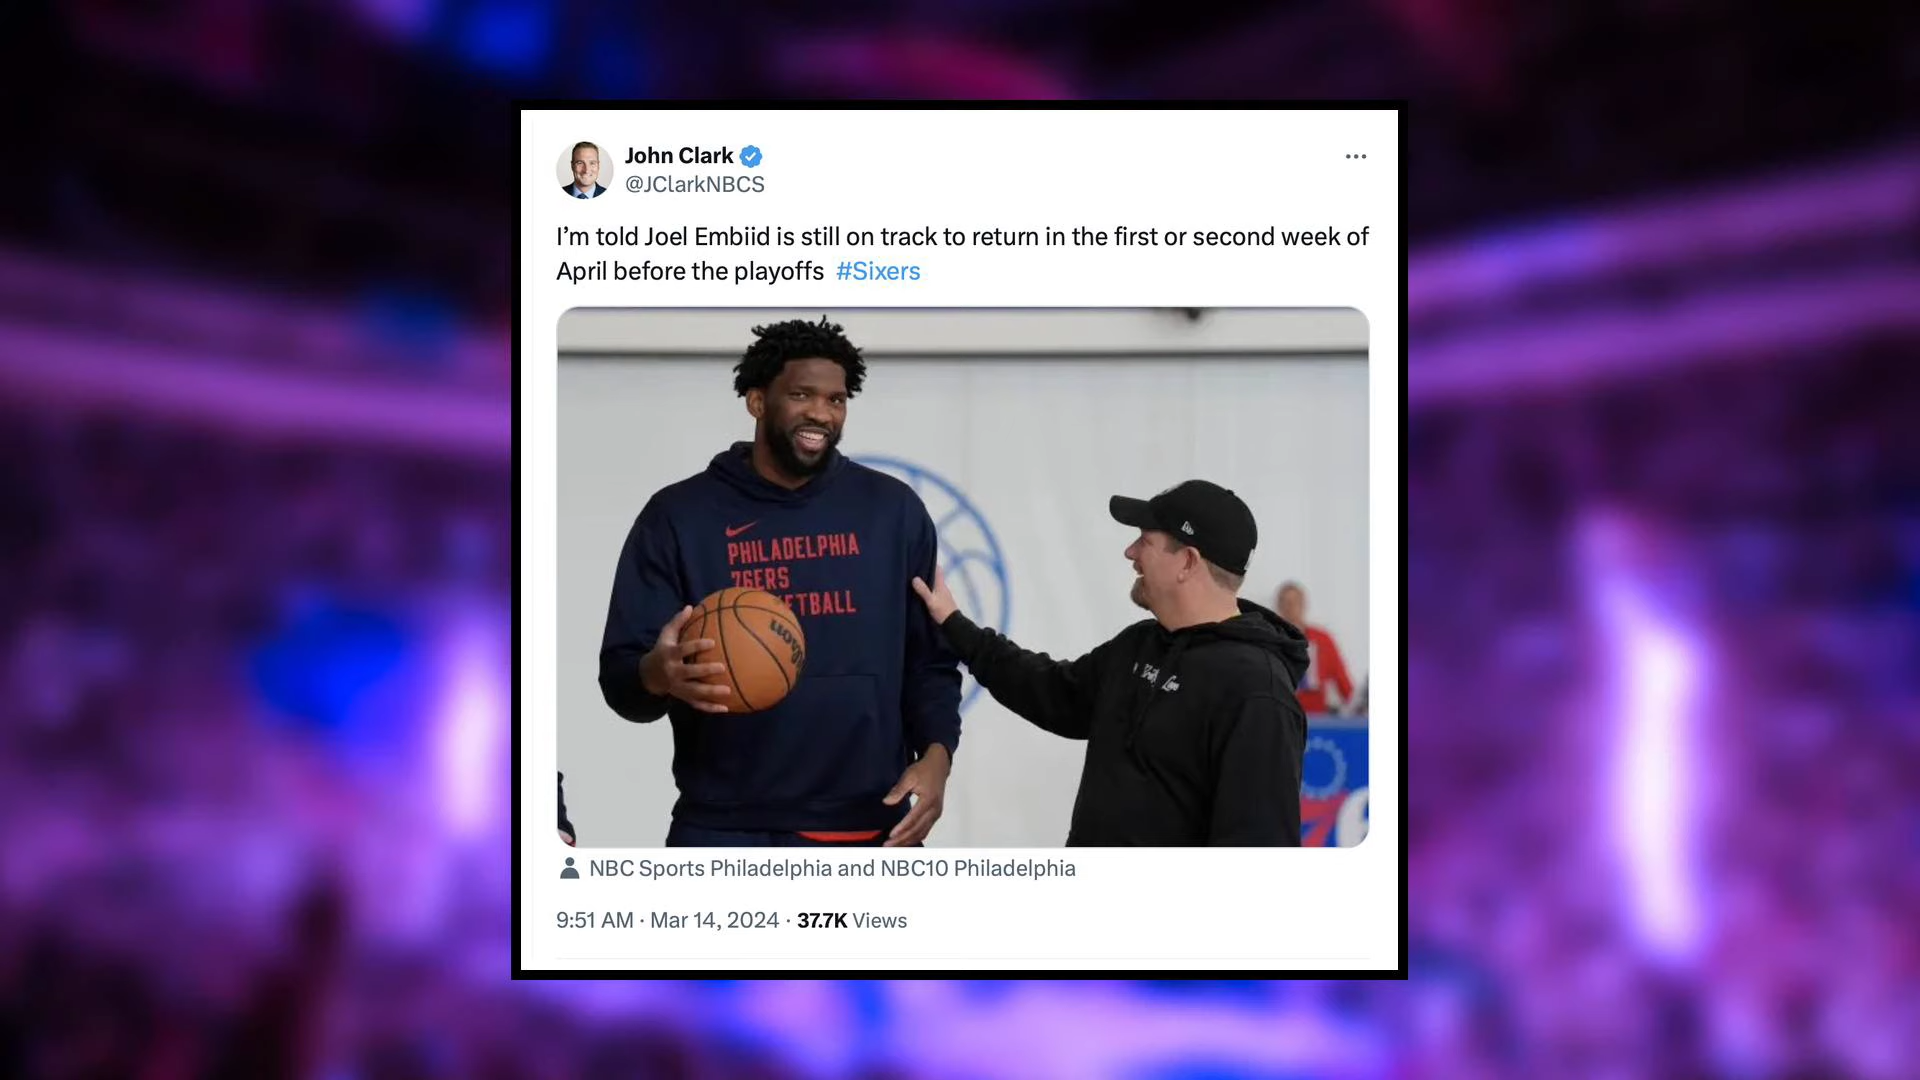 John Clark
@JClarkNBCS
I'm told Joel Embiid is still on track to return in the first or second week of
April before the playoffs #Sixers
PHILADELPHIA
76ERS
ETBALL
Wilson
NBC Sports Philadelphia and NBC10 Philadelphia
9:51 AM · Mar 14, 2024 · 37.7K Views